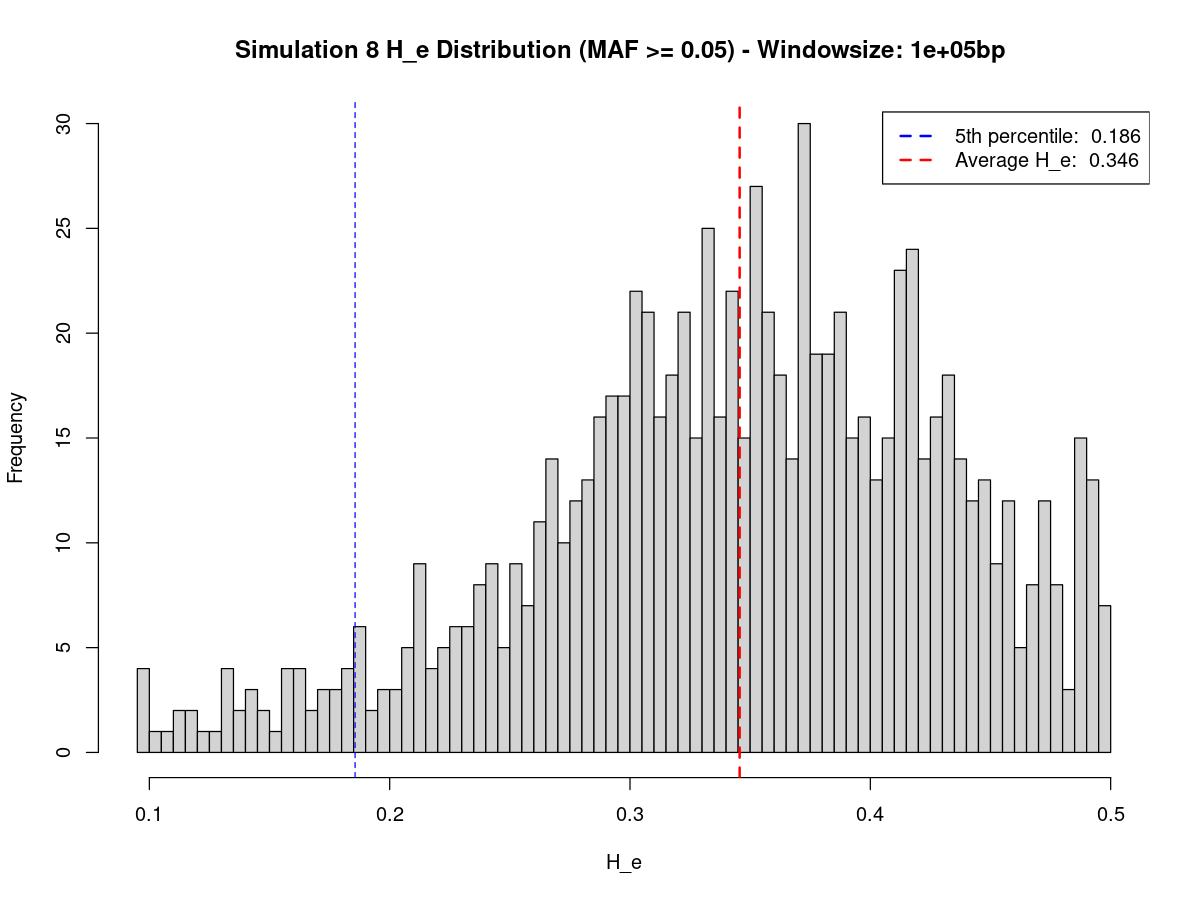 Simulation 8 H_e Distribution (MAF >= 0.05) - Windowsize: 1e+05bp
5th percentile: 0.186
Average H_e: 0.346
Frequency
30
25
20
15
10
5
0
0.1 0.2 0.3 0.4 0.5
H_e